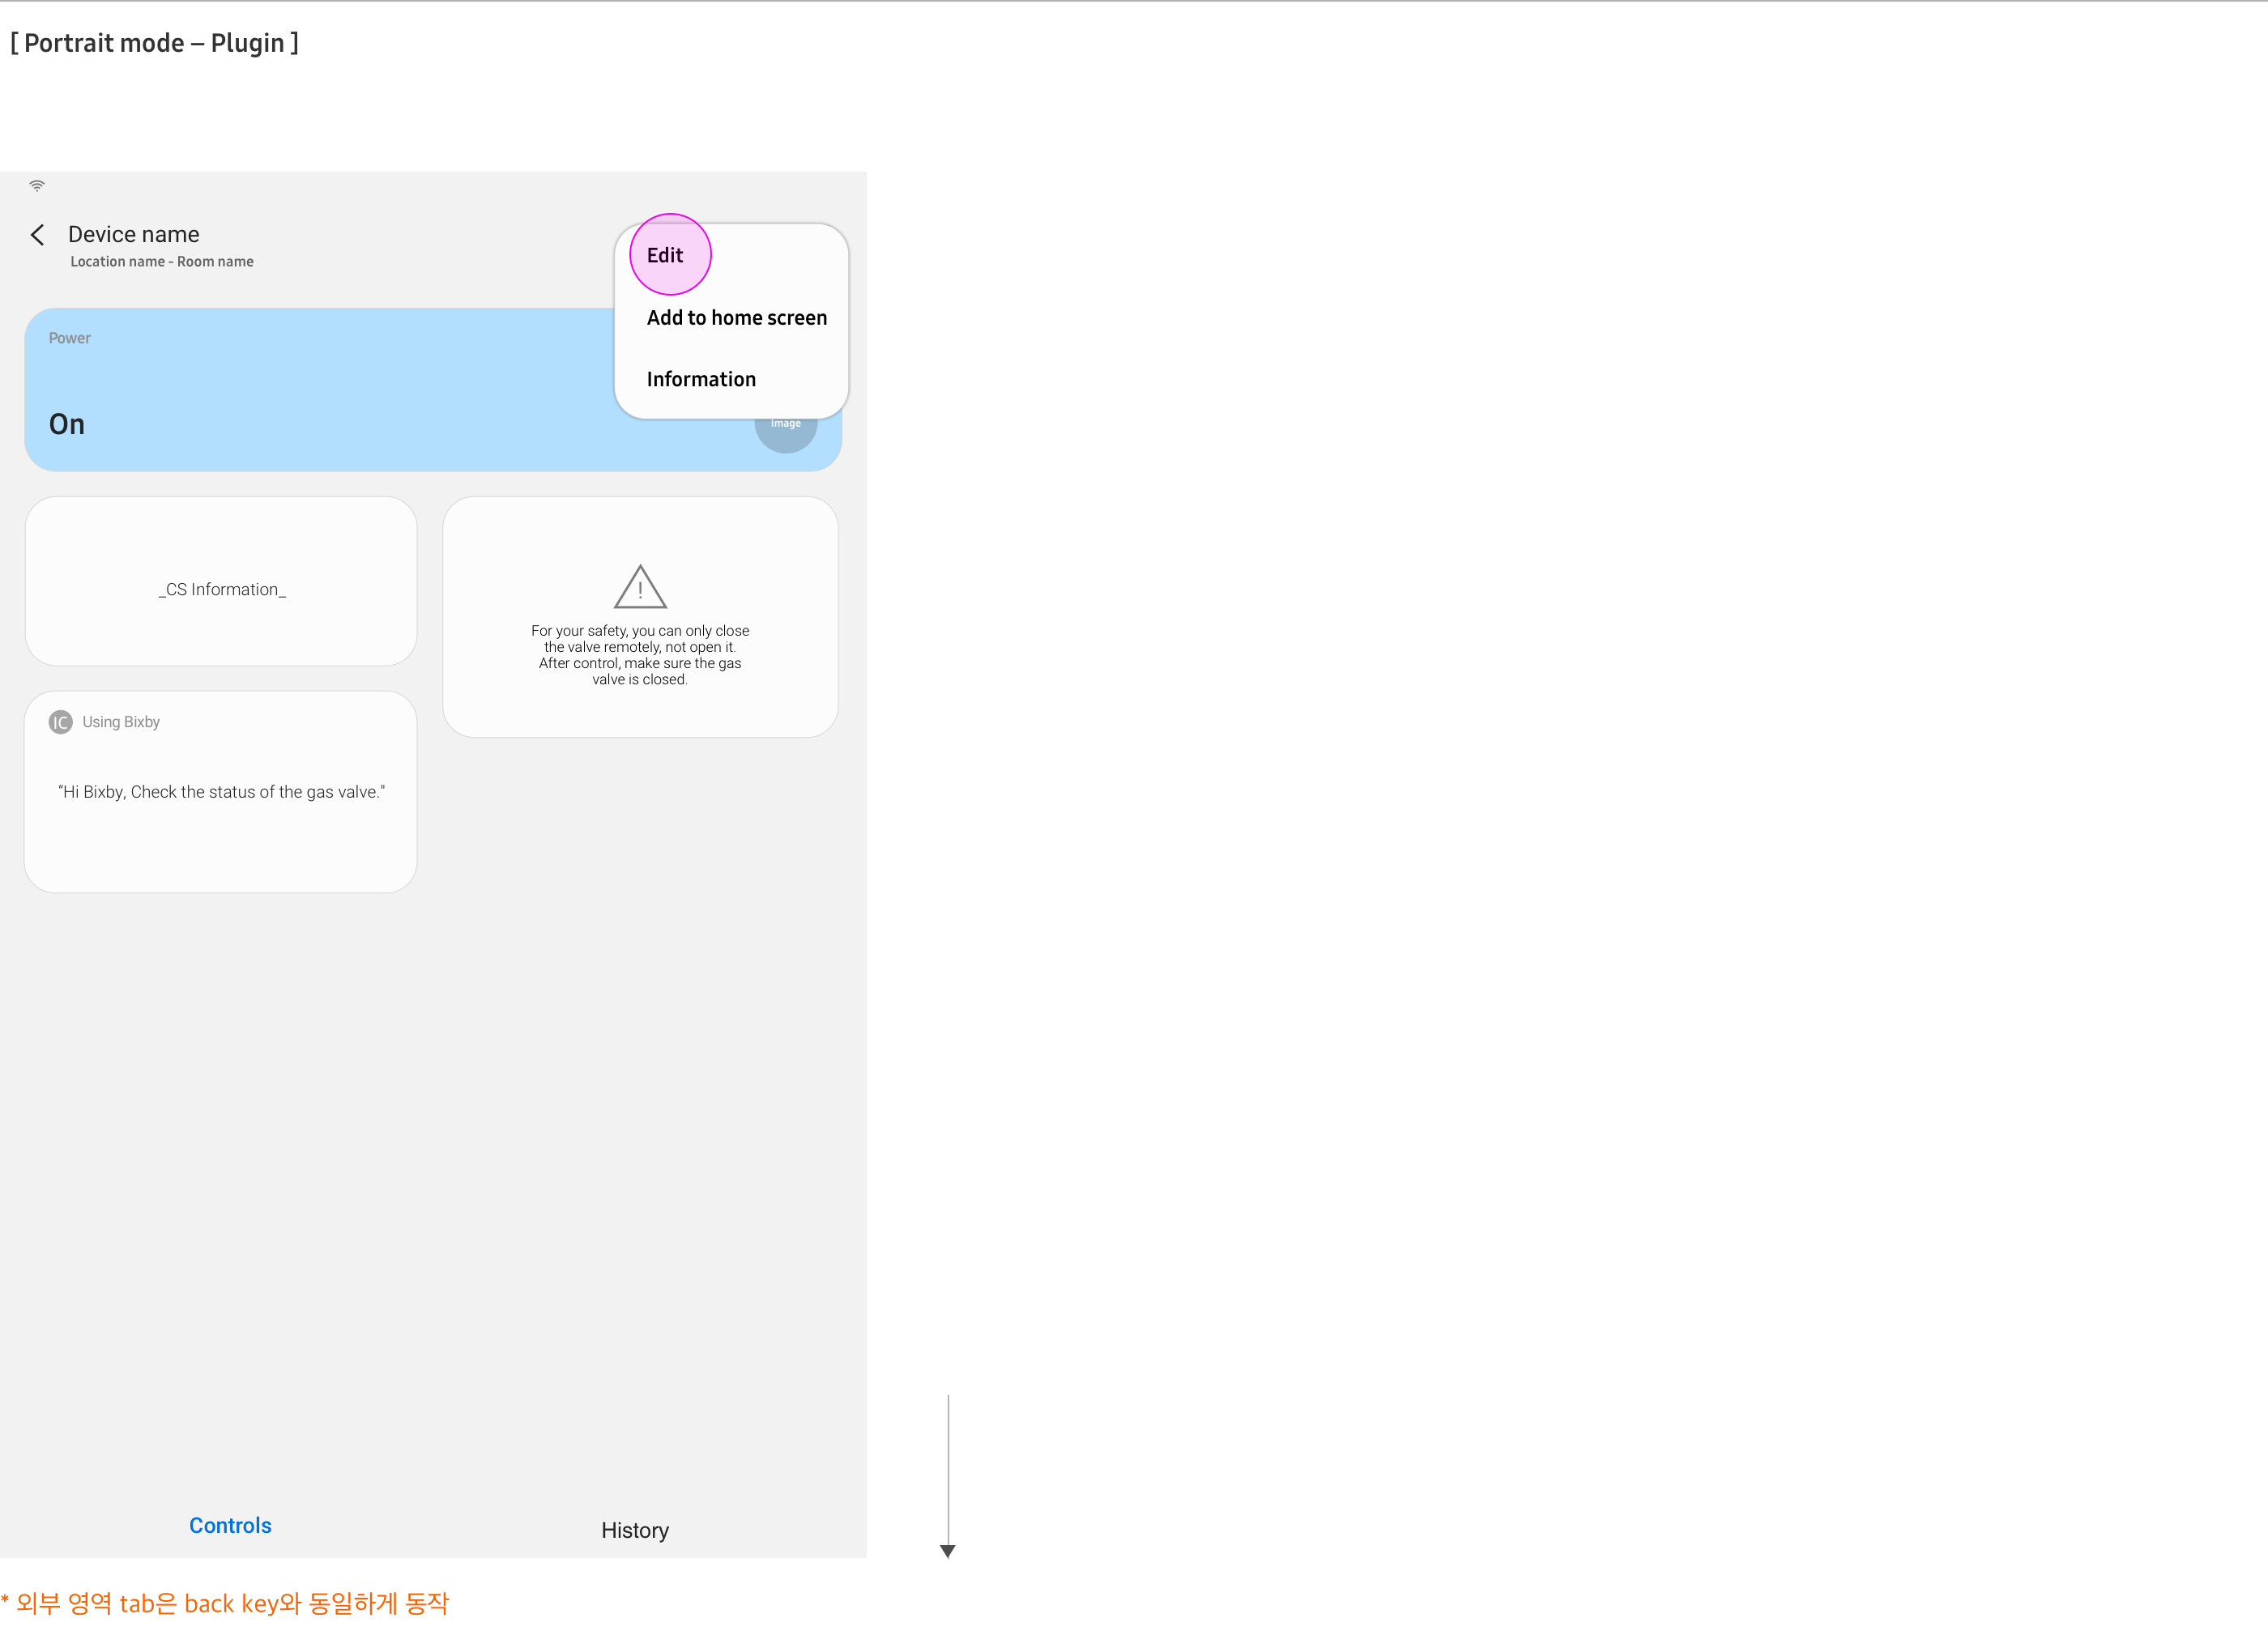 [ Portrait mode – Plugin ]
Device name
Location name - Room name
Edit
Add to home screen
Information
Power
On
Image
_CS Information_
For your safety, you can only close
the valve remotely, not open it.
After control, make sure the gas
valve is closed.
IC Using Bixby
“Hi Bixby, Check the status of the gas valve."
Controls
History
* 외부 영역 tab은 back key와 동일하게 동작